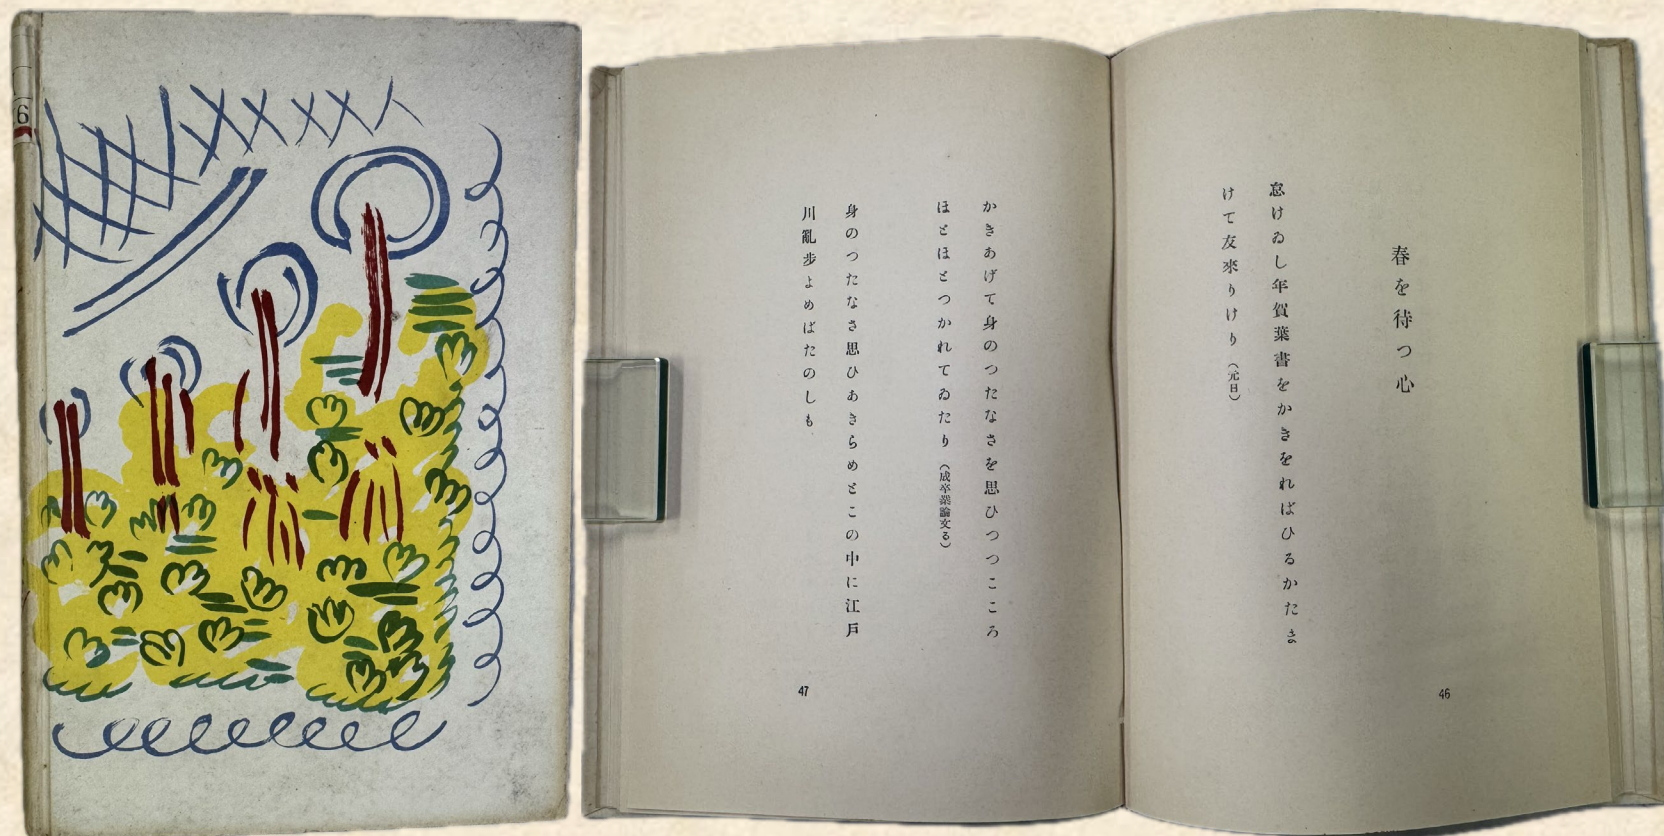 6
春を待つ心
怠けゐし年賀葉書をかきをればひるかたま
けて友來りけり (元日)
46
かきあげて身のつたなさを思ひつつこころ
ほとほとつかれてゐたり (卒業論文成る)
身のつたなさ思ひあきらめとこの中に江戸
川亂步よめばたのしも
47